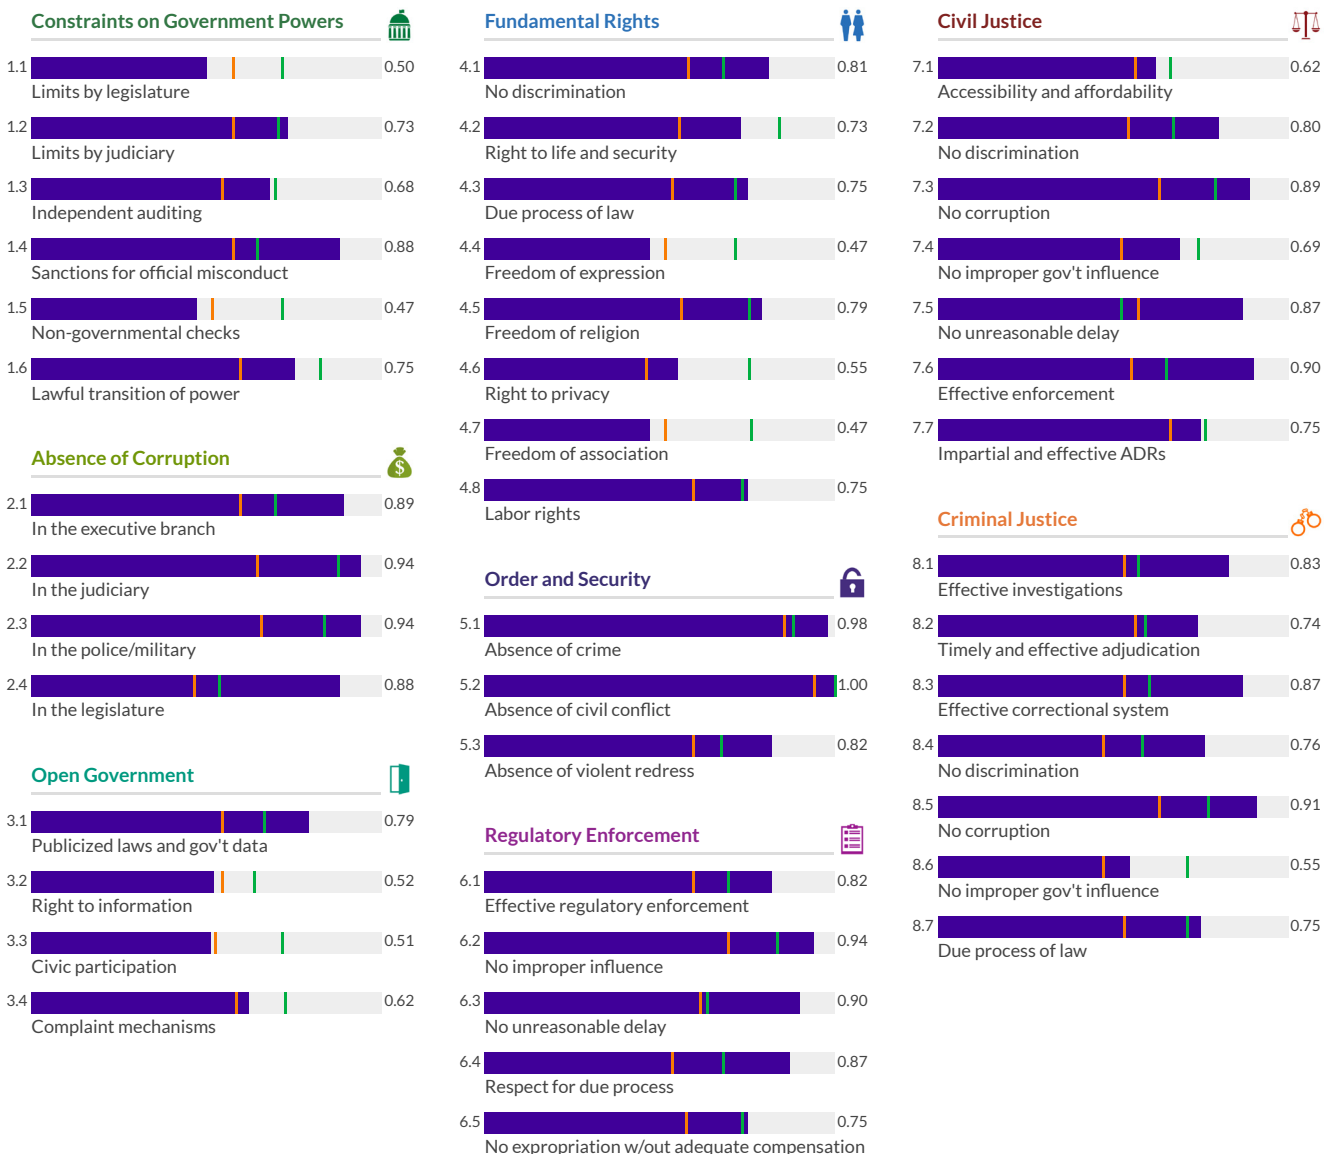 Constraints on Government Powers
1.1 0.50
Limits by legislature
1.2 0.73
Limits by judiciary
1.3 0.68
Independent auditing
1.4 0.88
Sanctions for official misconduct
1.5 0.47
Non-governmental checks
1.6 0.75
Lawful transition of power
Absence of Corruption
$
2.1 0.89
In the executive branch
2.2 0.94
In the judiciary
2.3 0.94
In the police/military
2.4 0.88
In the legislature
Open Government
3.1 0.79
Publicized laws and gov't data
3.2 0.52
Right to information
3.3 0.51
Civic participation
3.4 0.62
Complaint mechanisms
Fundamental Rights
4.1 0.81
No discrimination
4.2 0.73
Right to life and security
4.3 0.75
Due process of law
4.4 0.47
Freedom of expression
4.5 0.79
Freedom of religion
4.6 0.55
Right to privacy
4.7 0.47
Freedom of association
4.8 0.75
Labor rights
Order and Security
5.1 0.98
Absence of crime
5.2 1.00
Absence of civil conflict
5.3 0.82
Absence of violent redress
Regulatory Enforcement
6.1 0.82
Effective regulatory enforcement
6.2 0.94
No improper influence
6.3 0.90
No unreasonable delay
6.4 0.87
Respect for due process
6.5 0.75
No expropriation w/out adequate compensation
Civil Justice
7.1 0.62
Accessibility and affordability
7.2 0.80
No discrimination
7.3 0.89
No corruption
7.4 0.69
No improper gov't influence
7.5 0.87
No unreasonable delay
7.6 0.90
Effective enforcement
7.7 0.75
Impartial and effective ADRs
Criminal Justice
8.1 0.83
Effective investigations
8.2 0.74
Timely and effective adjudication
8.3 0.87
Effective correctional system
8.4 0.76
No discrimination
8.5 0.91
No corruption
8.6 0.55
No improper gov't influence
8.7 0.75
Due process of law